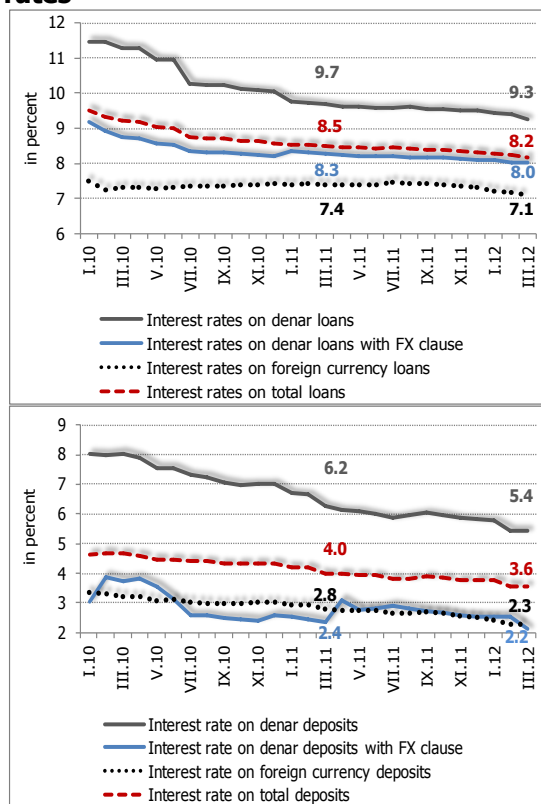 rates
in percent
12
11
10
9
8
7
6
9.7
9.3
8.5
8.2
8.3
8.0
7.4
7.1
I.10
III.10
V.10
VII.10
IX.10
XI.10
I.11
III.11
V.11
VII.11
IX.11
XI.11
I.12
III.12
Interest rates on denar loans
Interest rates on denar loans with FX clause
Interest rates on foreign currency loans
Interest rates on total loans
in percent
9
8
7
6
5
4
3
2
6.2
5.4
4.0
3.6
2.8
2.3
2.4
2.2
I.10
III.10
V.10
VII.10
IX.10
XI.10
I.11
III.11
V.11
VII.11
IX.11
XI.11
I.12
III.12
Interest rate on denar deposits
Interest rate on denar deposits with FX clause
Interest rate on foreign currency deposits
Interest rate on total deposits